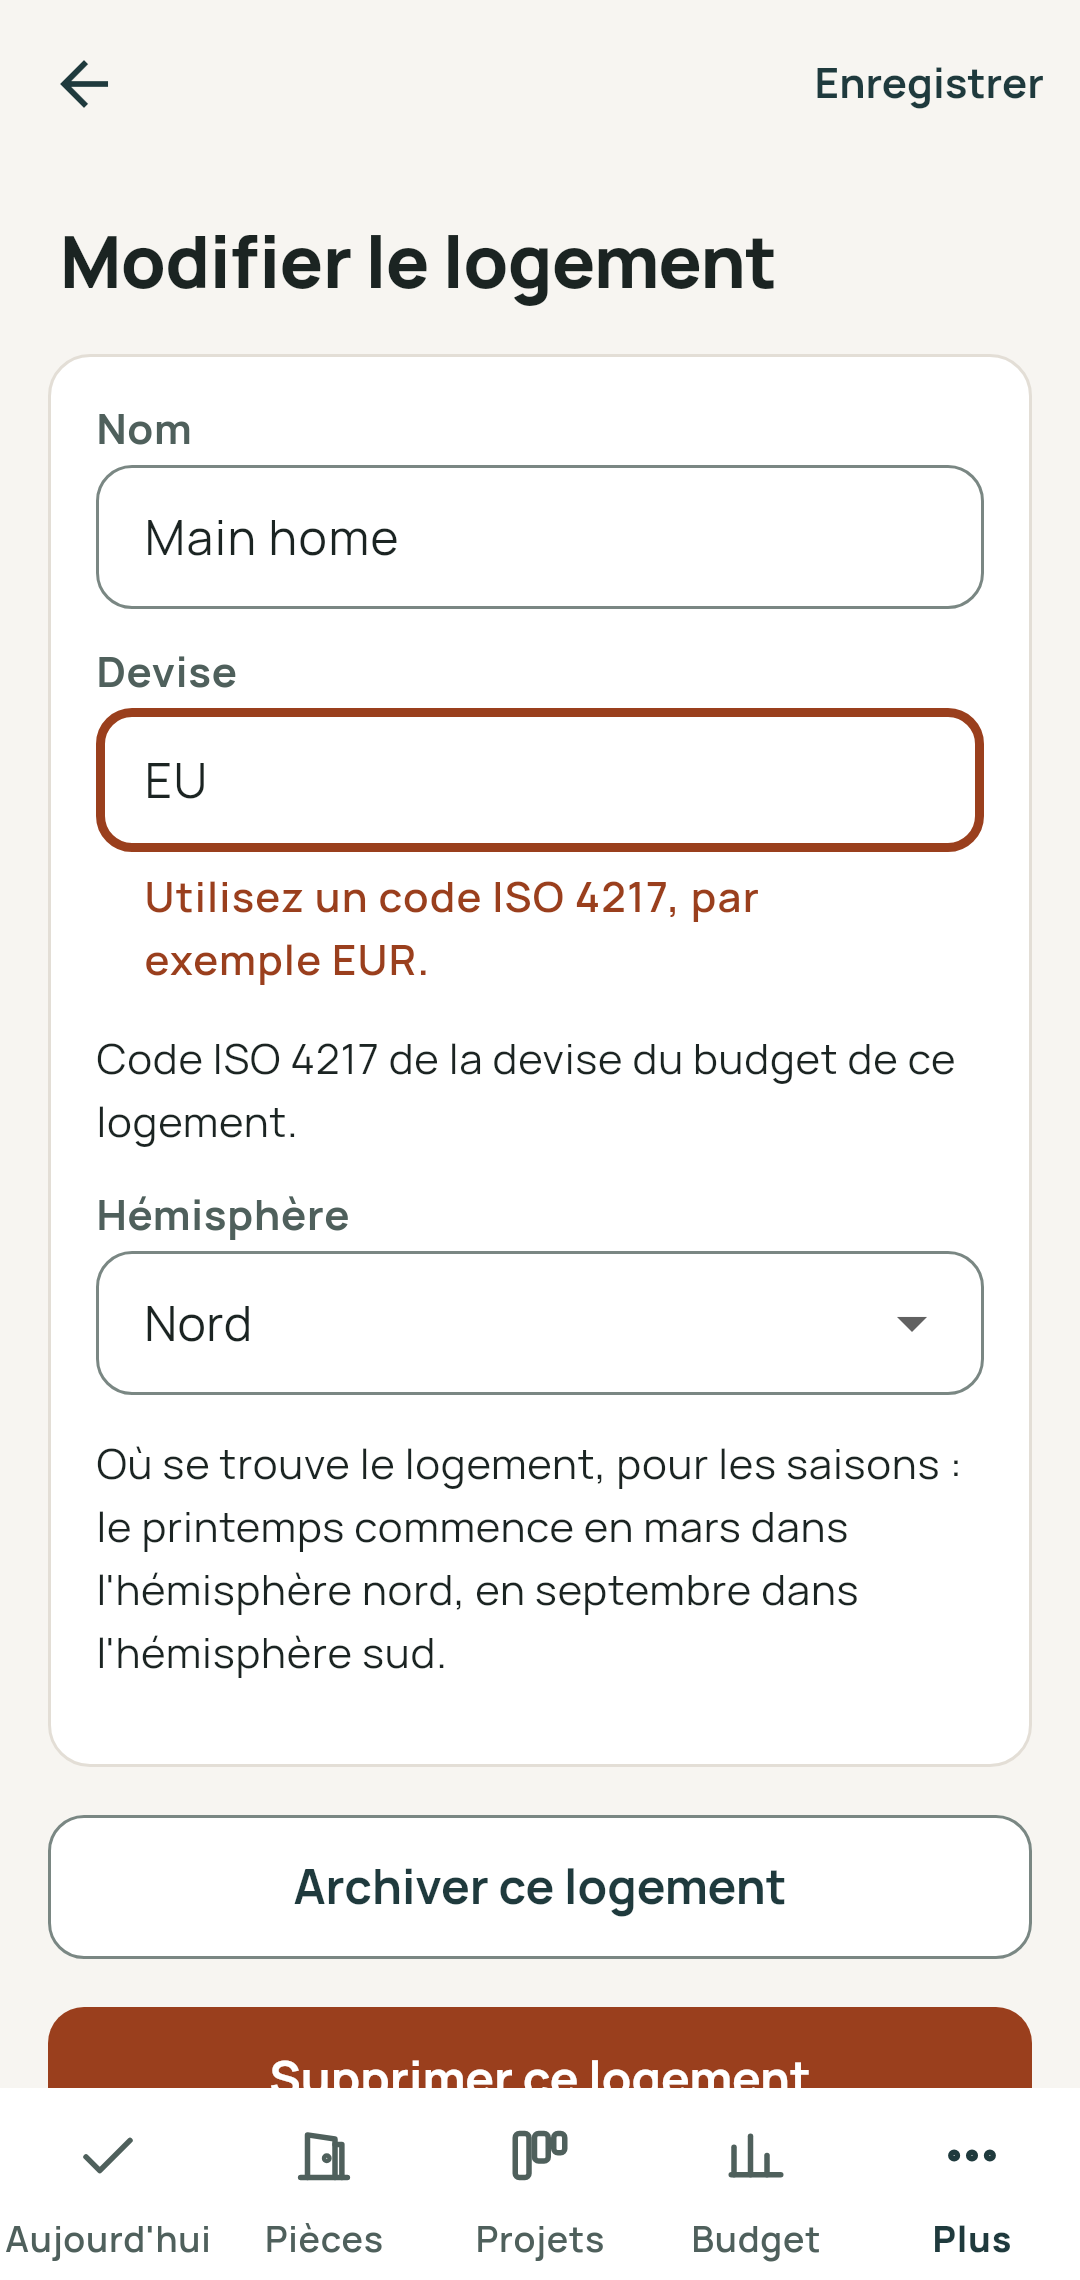 Enregistrer
Modifier le logement
Nom
Main home
Devise
EU
Utilisez un code ISO 4217, par
exemple EUR.
Code ISO 4217 de la devise du budget de ce
logement.
Hémisphère
Nord
Où se trouve le logement, pour les saisons :
le printemps commence en mars dans
l'hémisphère nord, en septembre dans
l'hémisphère sud.
Archiver ce logement
Supprimer ce logement
Aujourd'hui
Pièces
Projets
Budget
Plus